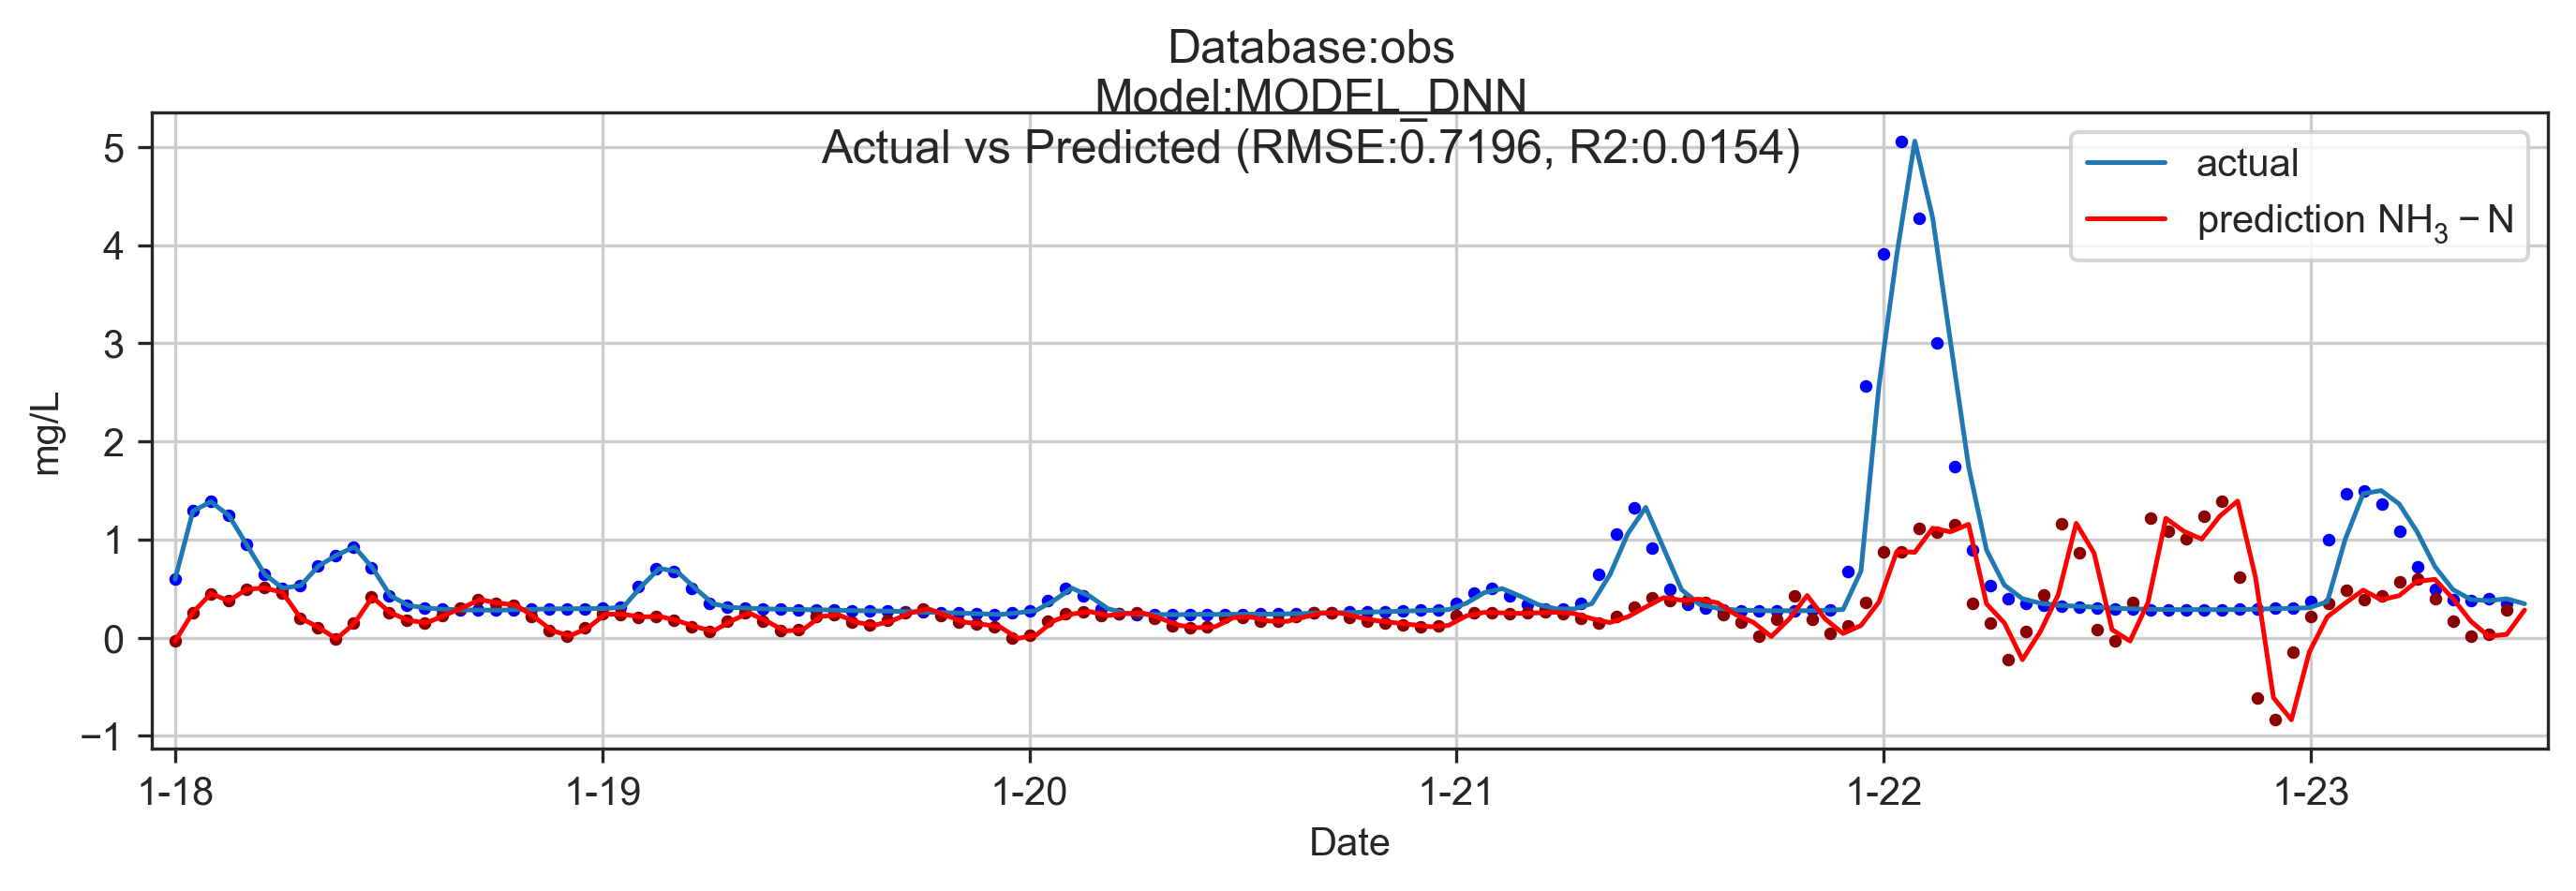 Database:obs
Model:MODEL_DNN
Actual vs Predicted (RMSE:0.7196, R2:0.0154)
actual
prediction NH₃ − N
5
4
3
2
1
0
−1
mg/L
1-18 1-19 1-20 1-21 1-22 1-23
Date